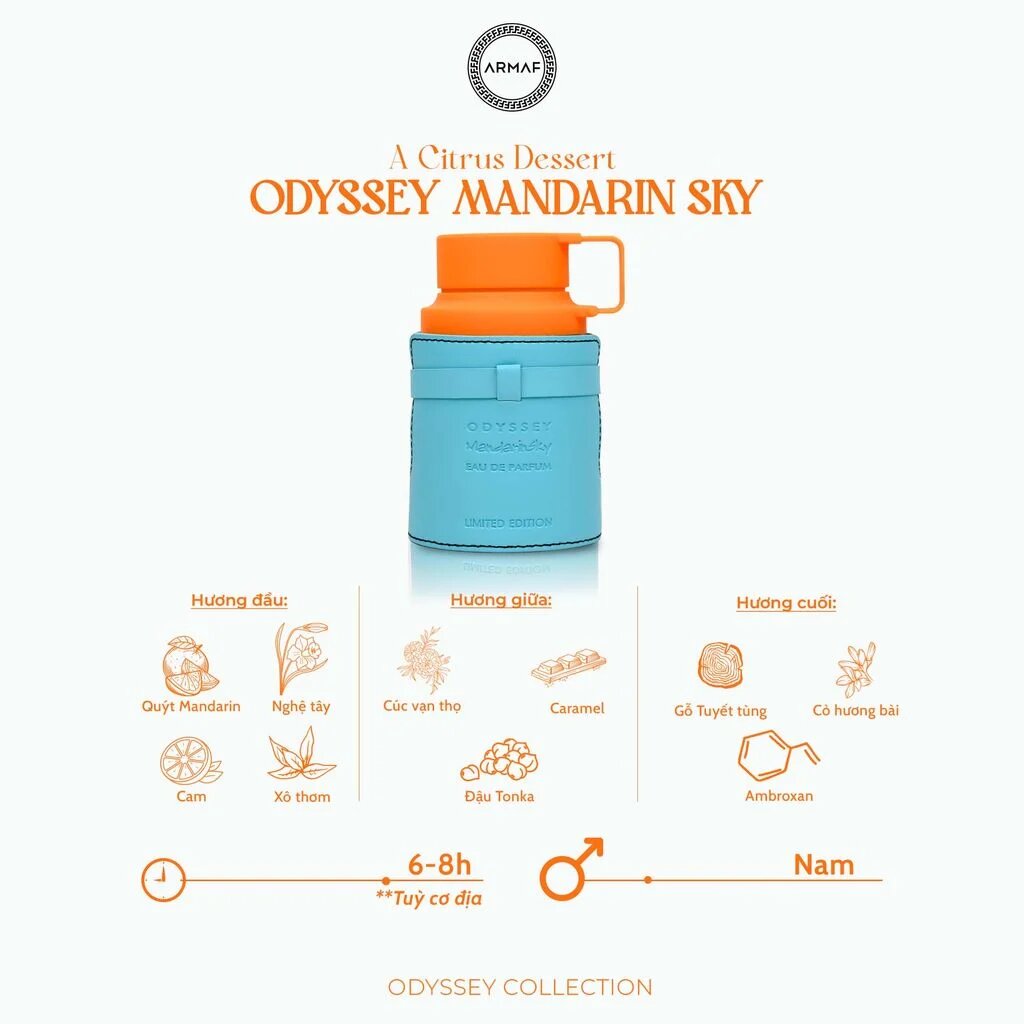 ARMAF
A Citrus Dessert
ODYSSEY MANDARIN SKY
ODYSSEY
MandarinSky
EAU DE PARFUM
LIMITED EDITION
LIMITED EDITION
Hương đầu:
Quýt Mandarin
Nghệ tây
Cam
Xô thơm
Hương giữa:
Cúc vạn thọ
Caramel
Đậu Tonka
Hương cuối:
Gỗ Tuyết tùng
Cỏ hương bài
Ambroxan
6-8h
**Tuỳ cơ địa
Nam
ODYSSEY COLLECTION